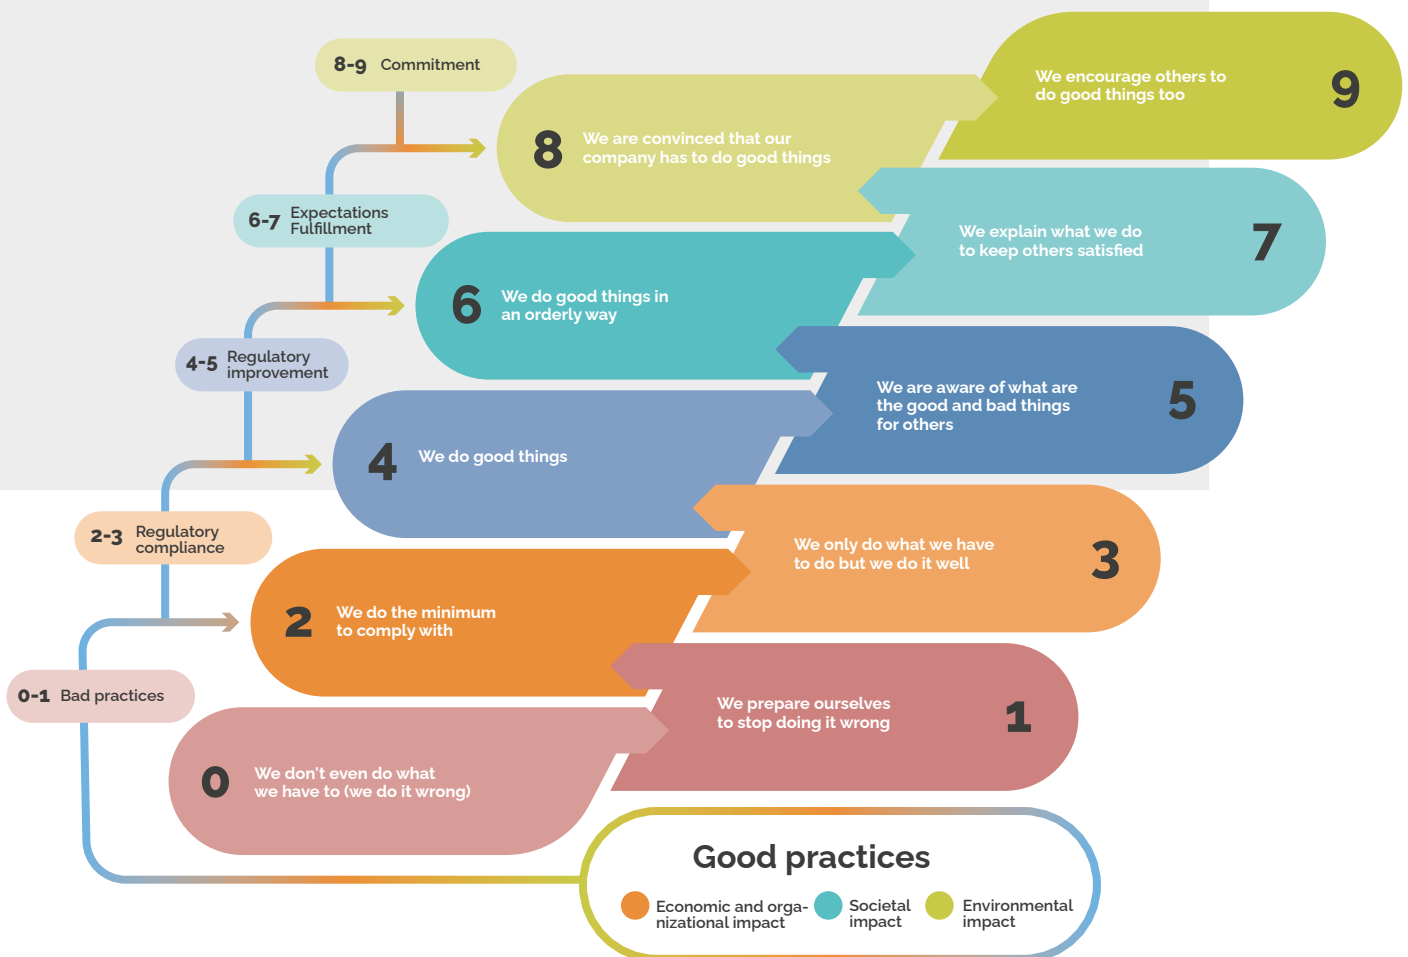 8-9 Commitment
We encourage others to
do good things too
9
8
We are convinced that our
company has to do good things
6-7 Expectations
Fulfillment
We explain what we do
to keep others satisfied
7
6
We do good things in
an orderly way
4-5 Regulatory
improvement
We are aware of what are
the good and bad things
for others
5
4
We do good things
2-3 Regulatory
compliance
We only do what we have
to do but we do it well
3
2
We do the minimum
to comply with
0-1 Bad practices
We prepare ourselves
to stop doing it wrong
1
0
We don't even do what
we have to (we do it wrong)
Good practices
Economic and orga-
nizational impact
Societal
impact
Environmental
impact